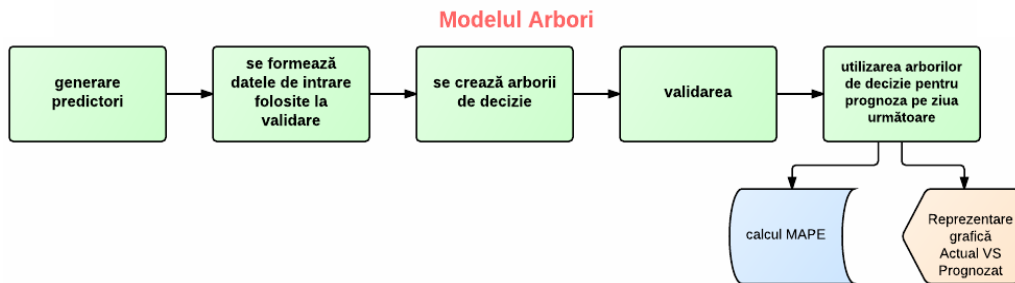 Modelul Arbori
generare
predictori
se formează
datele de intrare
folosite la
validare
se crează arborii
de decizie
validarea
utilizarea arborilor
de decizie pentru
prognoza pe ziua
următoare
calcul MAPE
Reprezentare
grafică
Actual VS
Prognozat